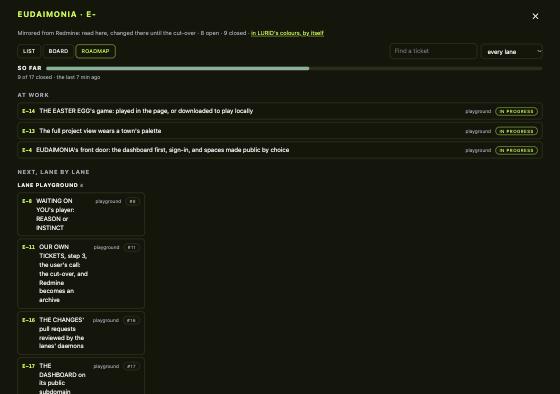 EUDAIMONIA · E-
Mirrored from Redmine: read here, changed there until the cut-over · 8 open · 9 closed · in LURID's colours, by itself
LIST BOARD ROADMAP Find a ticket every lane
SO FAR
9 of 17 closed · the last 7 min ago
AT WORK
E-14 THE EASTER EGG's game: played in the page, or downloaded to play locally playground IN PROGRESS
E-13 The full project view wears a town's palette playground IN PROGRESS
E-4 EUDAIMONIA's front door: the dashboard first, sign-in, and spaces made public by choice playground IN PROGRESS
NEXT, LANE BY LANE
LANE PLAYGROUND
E-8 WAITING ON playground #8
YOU's player:
REASON or
INSTINCT
E-11 OUR OWN playground #11
TICKETS, step 3,
the user's call:
the cut-over, and
Redmine
becomes an
archive
E-16 THE CHANGES' playground #16
pull requests
reviewed by the
lanes' daemons
E-17 THE playground #17
DASHBOARD on
its public
subdomain